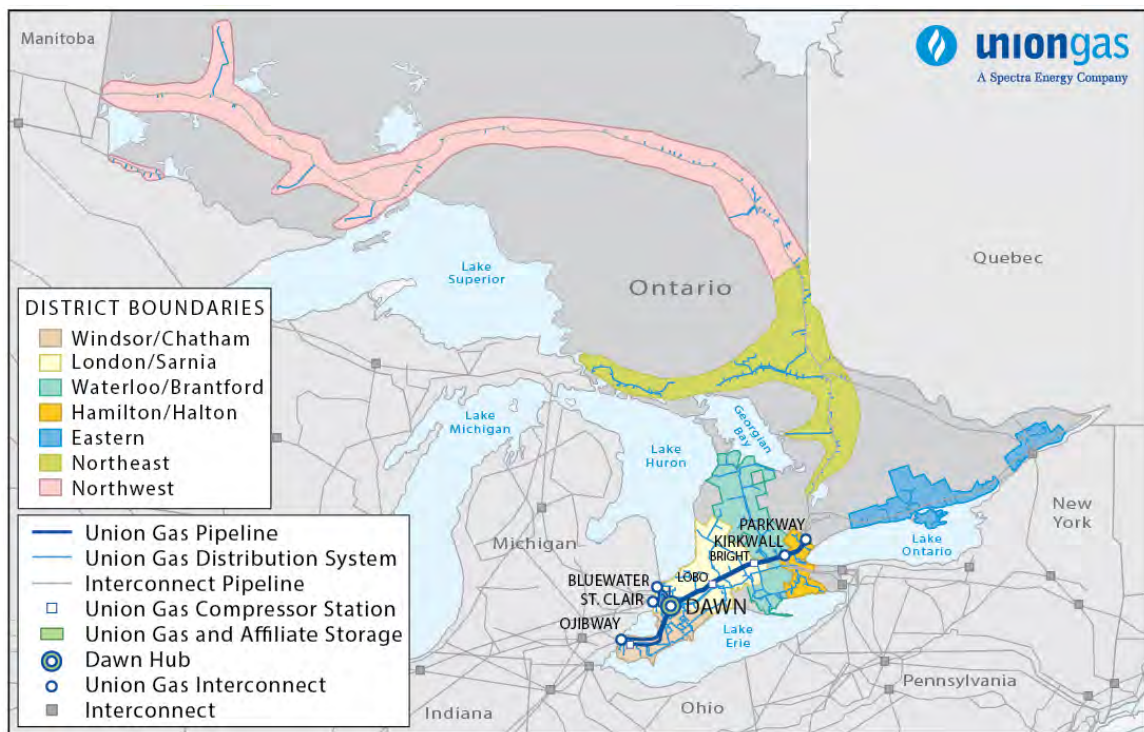 Manitoba
uniongas
A Spectra Energy Company
Lake
Superior
Ontario
Quebec
DISTRICT BOUNDARIES
Windsor/Chatham
London/Sarnia
Waterloo/Brantford
Hamilton/Halton
Eastern
Northeast
Northwest
Lake
Michigan
Lake
Huron
Georgian
Bay
New
York
Lake
Ontario
Michigan
PARKWAY
KIRKWALL
BRIGHT
LOBO
BLUEWATER
ST. CLAIR
DAWN
OJIBWAY
Lake
Erie
Union Gas Pipeline
Union Gas Distribution System
Interconnect Pipeline
Union Gas Compressor Station
Union Gas and Affiliate Storage
Dawn Hub
Union Gas Interconnect
Interconnect
Indiana
Ohio
Pennsylvania